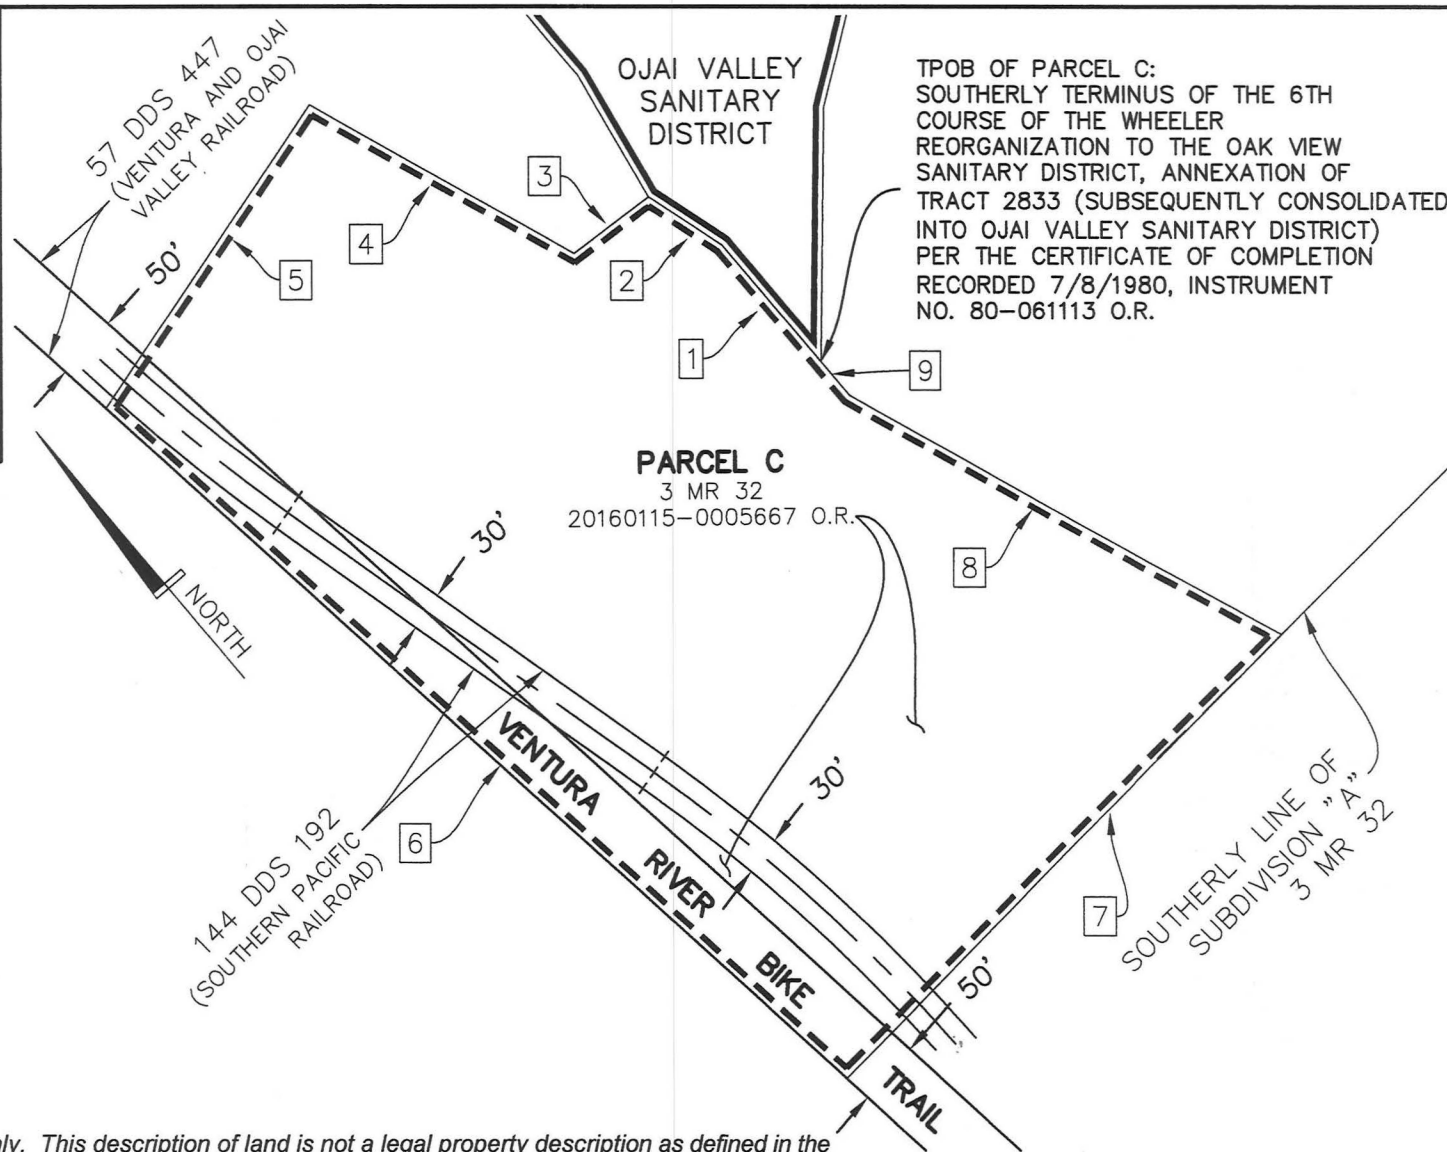 57 DDS 447
(VENTURA AND OJAI
VALLEY RAILROAD)
OJAI VALLEY
SANITARY
DISTRICT
TPOB OF PARCEL C:
SOUTHERLY TERMINUS OF THE 6TH
COURSE OF THE WHEELER
REORGANIZATION TO THE OAK VIEW
SANITARY DISTRICT, ANNEXATION OF
TRACT 2833 (SUBSEQUENTLY CONSOLIDATED
INTO OJAI VALLEY SANITARY DISTRICT)
PER THE CERTIFICATE OF COMPLETION
RECORDED 7/8/1980, INSTRUMENT
NO. 80-061113 O.R.
3
4
2
5
50'
1
9
PARCEL C
3 MR 32
20160115-0005667 O.R.
8
30'
NORTH
VENTURA
RIVER
BIKE
TRAIL
30'
6
144 DDS 192
(SOUTHERN PACIFIC
RAILROAD)
7
50'
SOUTHERLY LINE OF
SUBDIVISION "A"
3 MR 32
This description of land is not a legal property description as defined in the